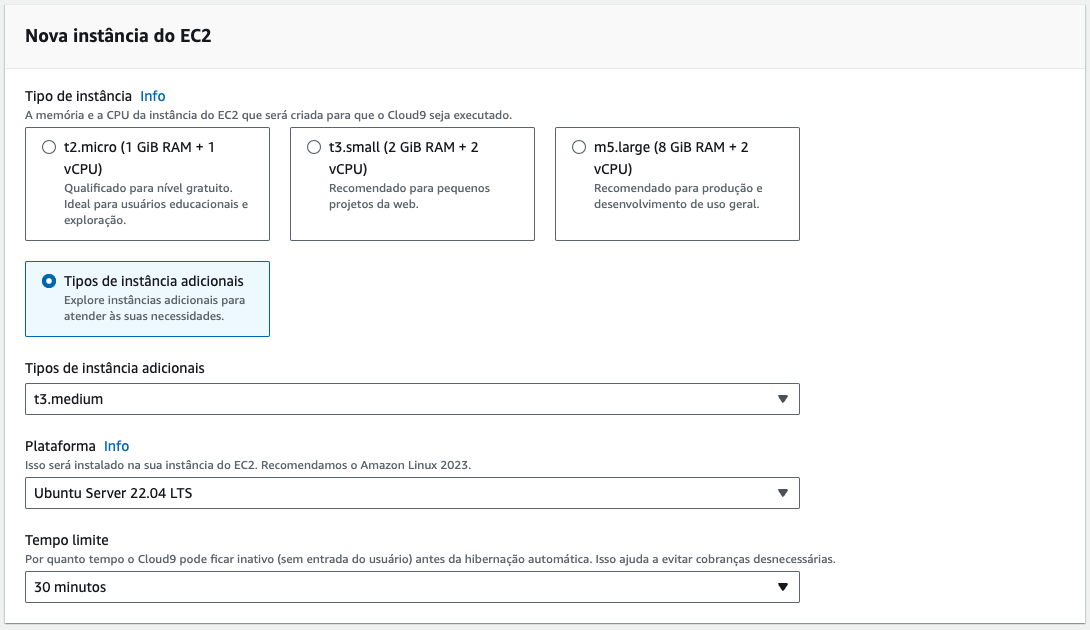 Nova instância do EC2
Tipo de instância Info
A memória e a CPU da instância do EC2 que será criada para que o Cloud9 seja executado.
t2.micro (1 GiB RAM + 1
vCPU)
Qualificado para nível gratuito.
Ideal para usuários educacionais e
exploração.
t3.small (2 GiB RAM + 2
vCPU)
Recomendado para pequenos
projetos da web.
m5.large (8 GiB RAM + 2
vCPU)
Recomendado para produção e
desenvolvimento de uso geral.
Tipos de instância adicionais
Explore instâncias adicionais para
atender às suas necessidades.
Tipos de instância adicionais
t3.medium
Plataforma Info
Isso será instalado na sua instância do EC2. Recomendamos o Amazon Linux 2023.
Ubuntu Server 22.04 LTS
Tempo limite
Por quanto tempo o Cloud9 pode ficar inativo (sem entrada do usuário) antes da hibernação automática. Isso ajuda a evitar cobranças desnecessárias.
30 minutos